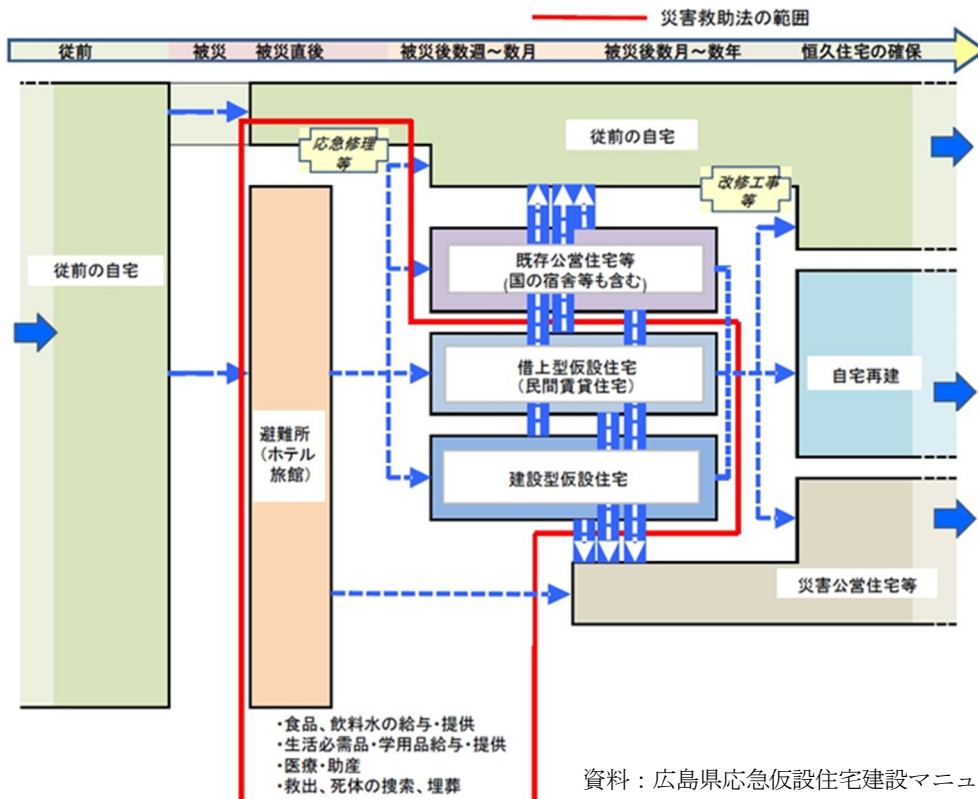 災害救助法の範囲
従前
被災
被災直後
被災後数週～数月
被災後数月～数年
恒久住宅の確保
応急修理
等
従前の自宅
改修工事
等
従前の自宅
既存公営住宅等
(国の宿舎等も含む)
借上型仮設住宅
（民間賃貸住宅）
自宅再建
避難所
（ホテル
旅館）
建設型仮設住宅
災害公営住宅等
・食品、飲料水の給与・提供
・生活必需品・学用品給与・提供
・医療・助産
・救出、死体の捜索、埋葬
資料：広島県応急仮設住宅建設マニュ